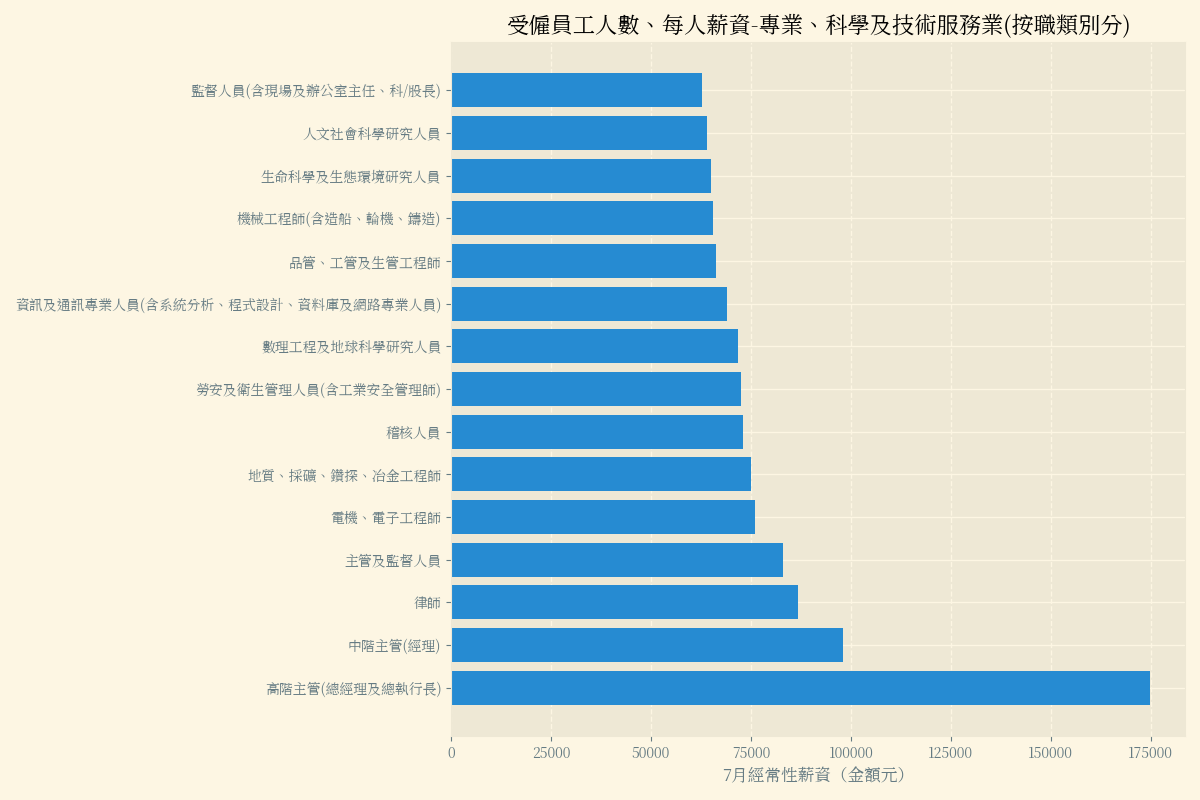 受僱員工人數、每人薪資-專業、科學及技術服務業(按職類別分)
監督人員(含現場及辦公室主任、科/股長)
人文社會科學研究人員
生命科學及生態環境研究人員
機械工程師(含造船、輪機、鑄造)
品管、工管及生管工程師
資訊及通訊專業人員(含系統分析、程式設計、資料庫及網路專業人員)
數理工程及地球科學研究人員
勞安及衛生管理人員(含工業安全管理師)
稽核人員
地質、採礦、鑽探、冶金工程師
電機、電子工程師
主管及監督人員
律師
中階主管(經理)
高階主管(總經理及總執行長)
0 25000 50000 75000 100000 125000 150000 175000
7月經常性薪資（金額元）